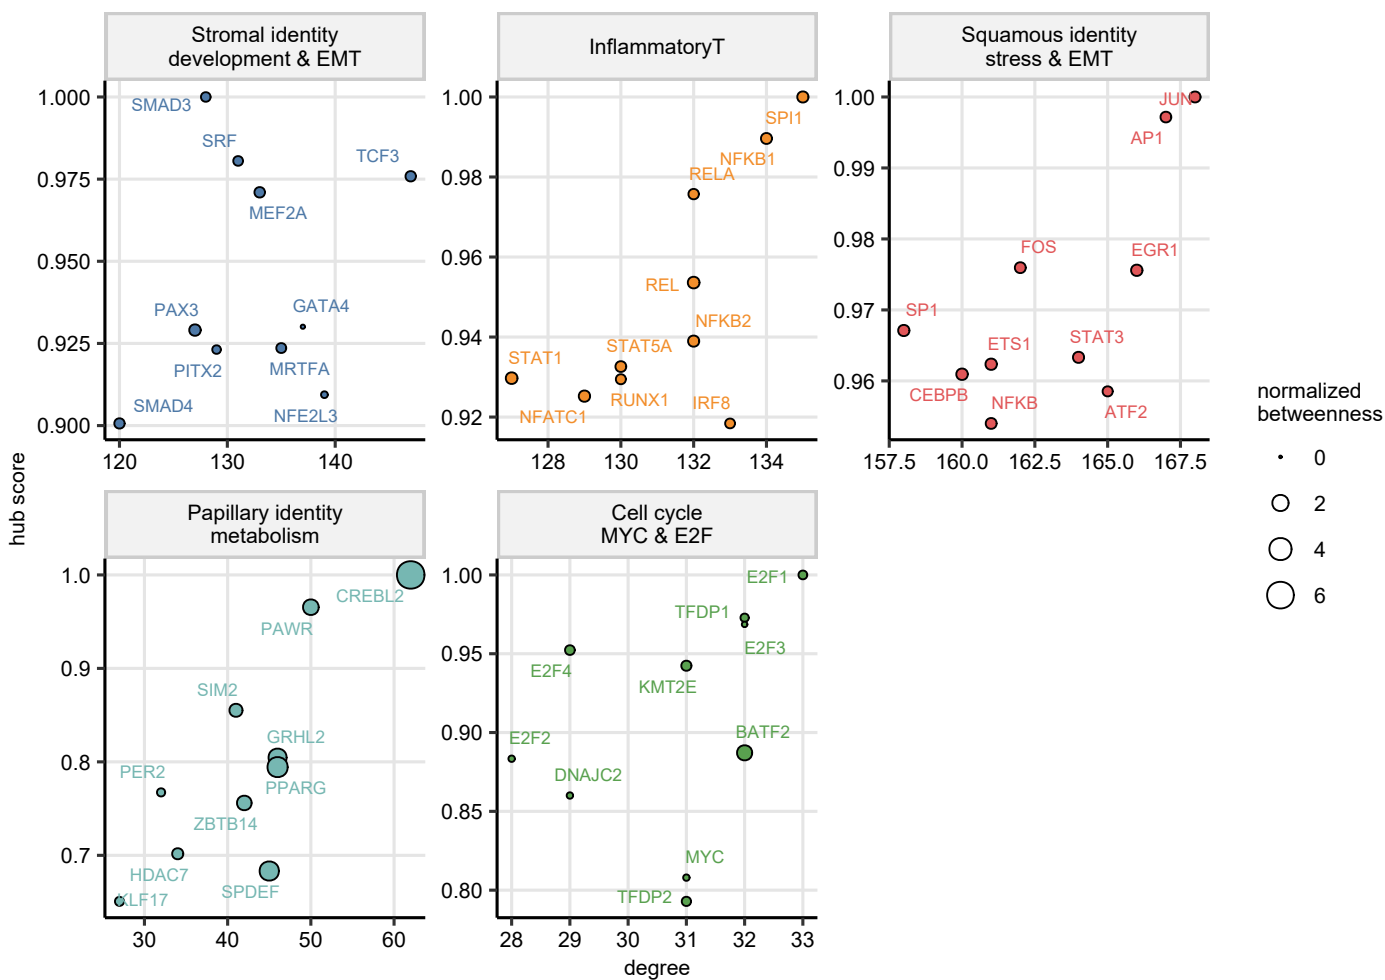 Stromal identity
development & EMT
InflammatoryT
Squamous identity
stress & EMT
1.000
0.975
0.950
0.925
0.900
SMAD3
SRF
TCF3
MEF2A
PAX3
GATA4
PITX2
MRTFA
SMAD4
NFE2L3
120
130
140
1.00
0.98
0.96
0.94
0.92
SPI1
NFKB1
RELA
REL
NFKB2
STAT1
STAT5A
RUNX1
NFATC1
IRF8
128
130
132
134
1.00
0.99
0.98
0.97
0.96
JUN
AP1
FOS
EGR1
SP1
ETS1
STAT3
CEBPB
NFKB
ATF2
157.5
160.0
162.5
165.0
167.5
hub score
Papillary identity
metabolism
Cell cycle
MYC & E2F
1.0
0.9
0.8
0.7
CREBL2
PAWR
SIM2
GRHL2
PER2
PPARG
ZBTB14
HDAC7
SPDEF
KLF17
30
40
50
60
1.00
0.95
0.90
0.85
0.80
E2F1
TFDP1
E2F3
E2F4
KMT2E
BATF2
E2F2
DNAJC2
MYC
TFDP2
28
29
30
31
32
33
degree
normalized
betweenness
0
2
4
6